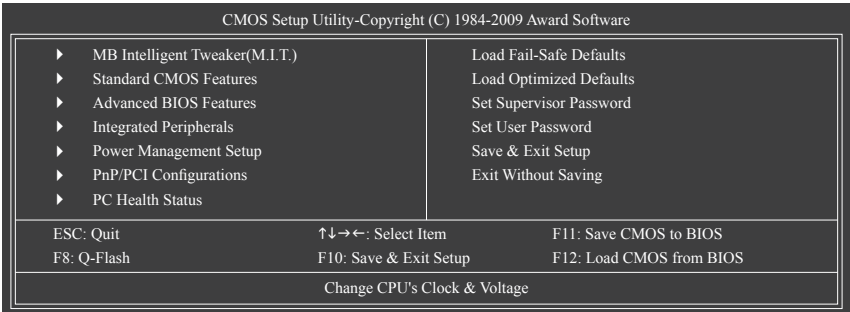 CMOS Setup Utility-Copyright (C) 1984-2009 Award Software
MB Intelligent Tweaker(M.I.T.)
Standard CMOS Features
Advanced BIOS Features
Integrated Peripherals
Power Management Setup
PnP/PCI Configurations
PC Health Status
Load Fail-Safe Defaults
Load Optimized Defaults
Set Supervisor Password
Set User Password
Save & Exit Setup
Exit Without Saving
ESC: Quit ↑↓→←: Select Item F11: Save CMOS to BIOS
F8: Q-Flash F10: Save & Exit Setup F12: Load CMOS from BIOS
Change CPU's Clock & Voltage